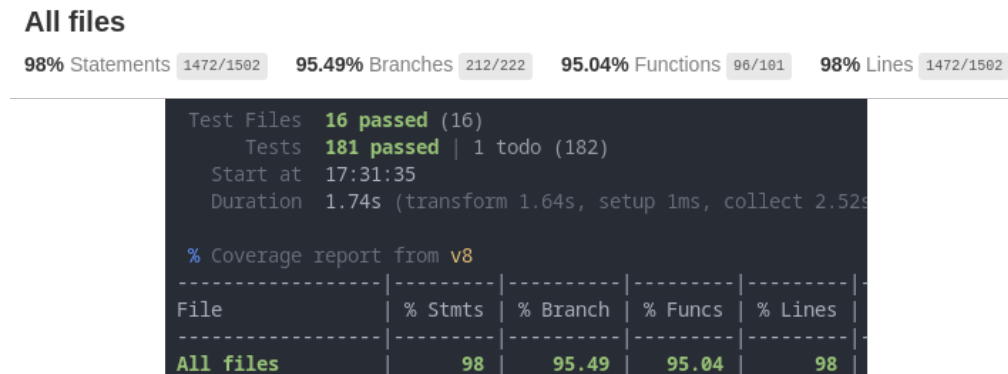 All files
98% Statements 1472/1502 95.49% Branches 212/222 95.04% Functions 96/101 98% Lines 1472/1502
Test Files 16 passed (16)
Tests 181 passed | 1 todo (182)
Start at 17:31:35
Duration 1.74s (transform 1.64s, setup 1ms, collect 2.52s
% Coverage report from v8
-------------------|---------|----------|---------|---------|-
File | % Stmts | % Branch | % Funcs | % Lines |
-------------------|---------|----------|---------|---------|-
All files | 98 | 95.49 | 95.04 | 98 |